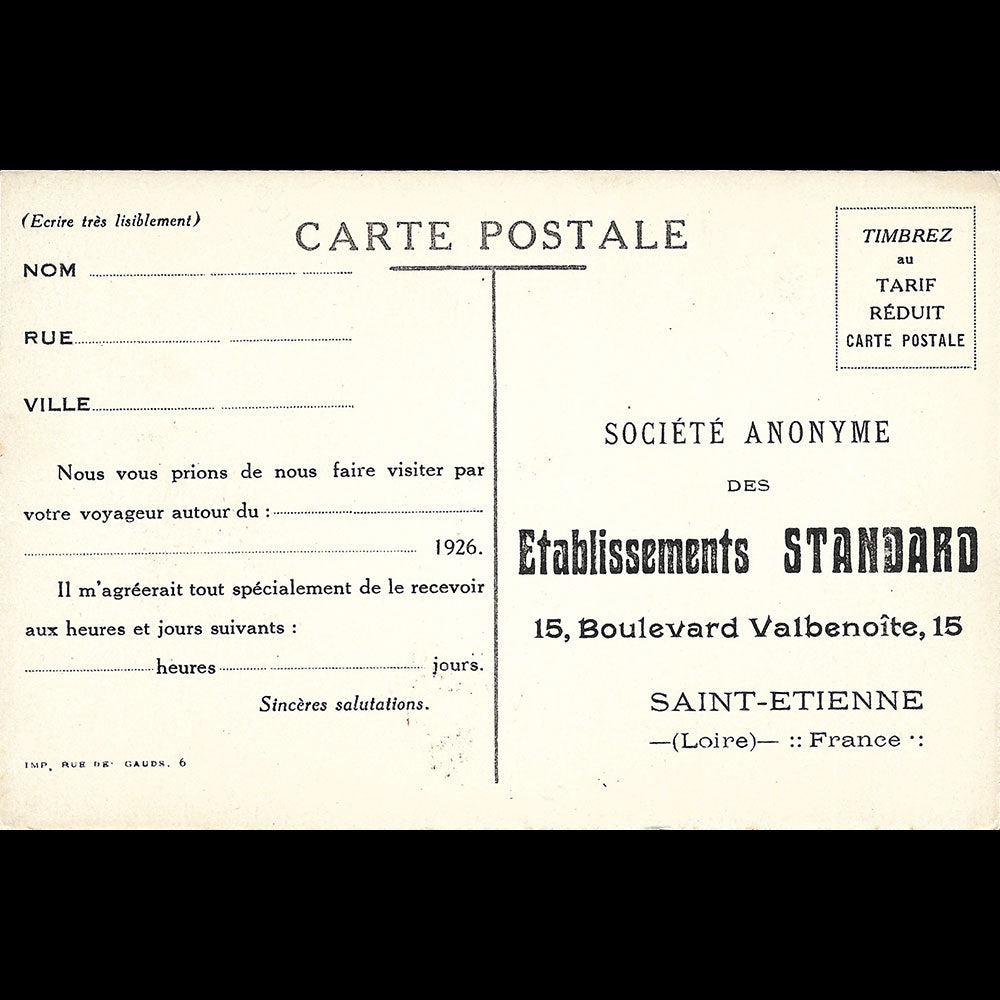 (Ecrire très lisiblement)
CARTE POSTALE
NOM
RUE
VILLE
Nous vous prions de nous faire visiter par
votre voyageur autour du :
1926.
Il m'agréerait tout spécialement de le recevoir
aux heures et jours suivants :
heures jours.
Sincères salutations.
IMP. RUE DE GAUDS. 6
TIMBREZ
au
TARIF
RÉDUIT
CARTE POSTALE
SOCIÉTÉ ANONYME
DES
Etablissements STANDARD
15, Boulevard Valbenoîte, 15
SAINT-ETIENNE
—(Loire)— :: France ::